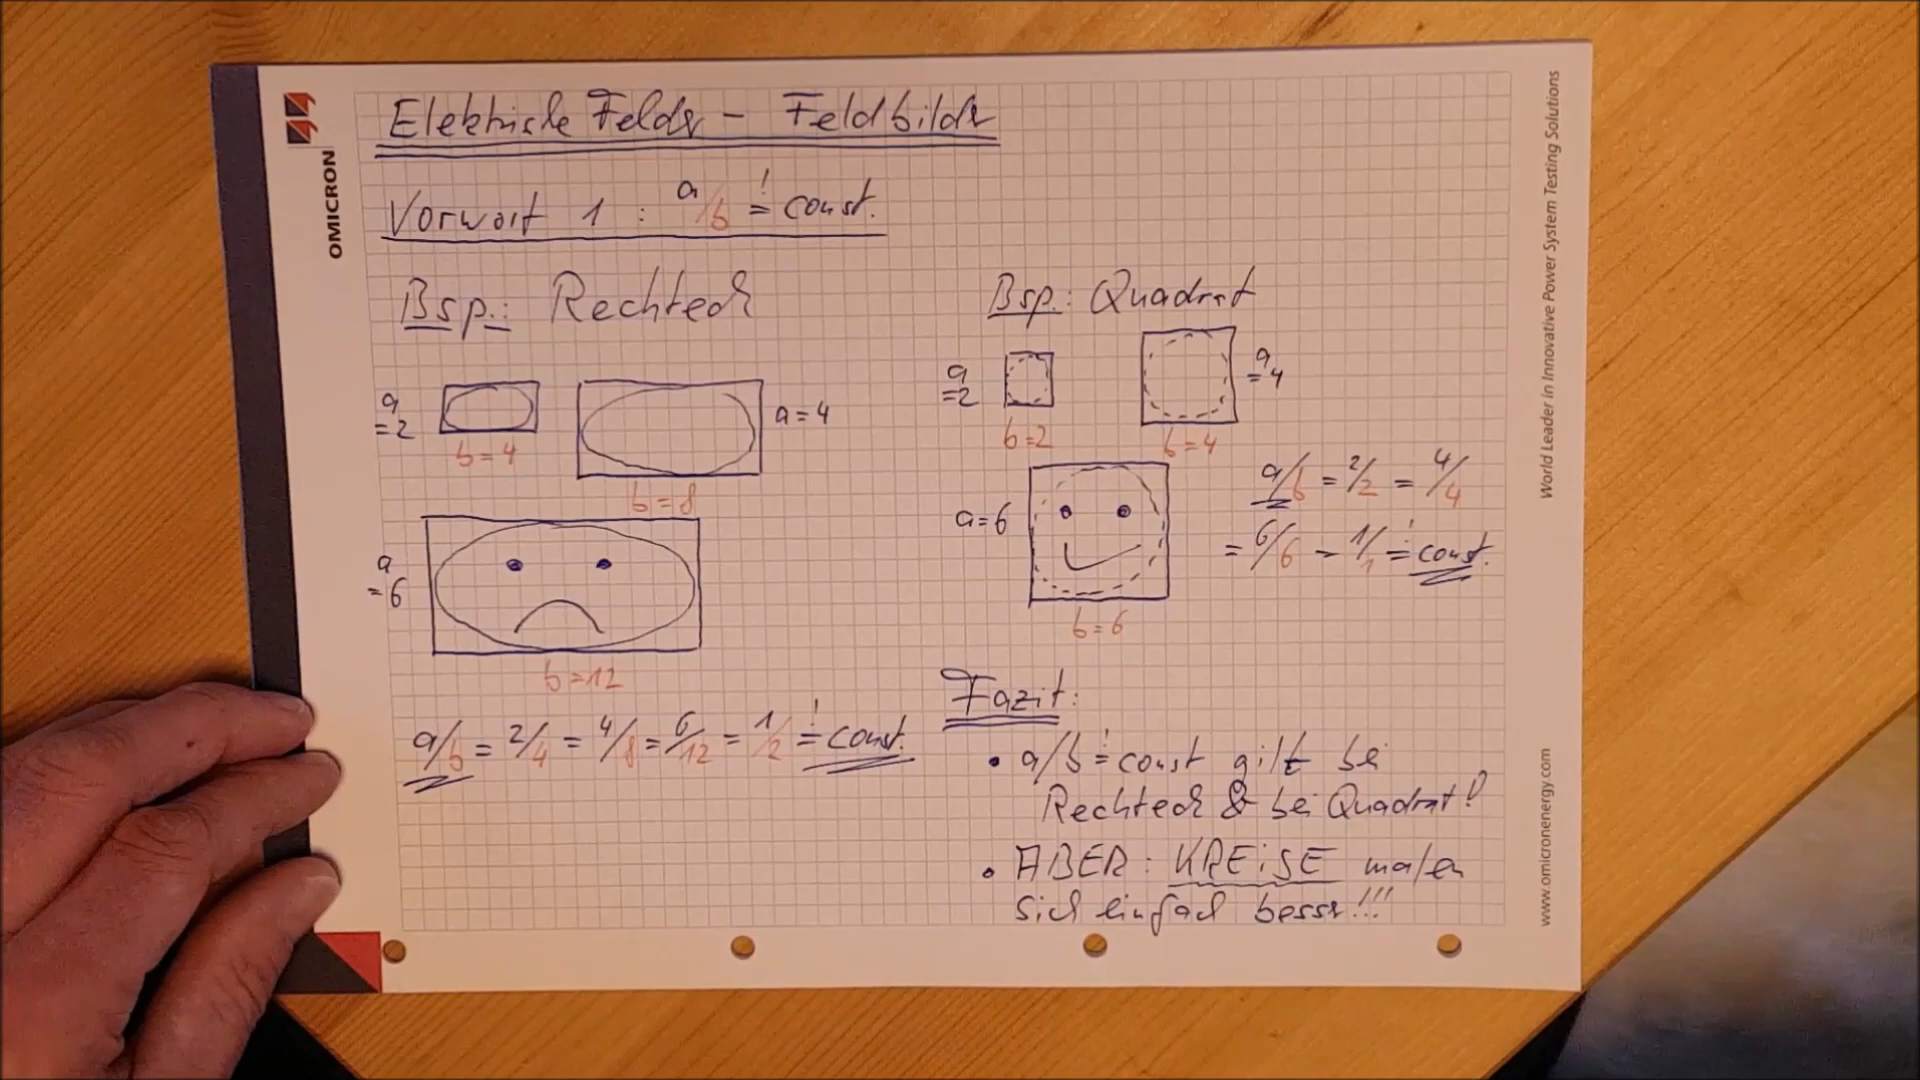 Elektrische Felder - Feldbilder
Vorwort 1 : a/b != const.
Bsp.: Rechteck
a = 2
b = 4
a = 4
b = 8
a = 6
b = 12
a/b = 2/4 = 4/8 = 6/12 = 1/2 != const.
Bsp.: Quadrat
a = 2
b = 2
a = 4
b = 4
a = 6
b = 6
a/b = 2/2 = 4/4
= 6/6 = 1/1 != const.
Fazit:
• a/b != const gilt bei
Rechteck & bei Quadrat!
• ABER: KREiSE malen
sich einfach besser!!!
OMICRON
World Leader in Innovative Power System Testing Solutions
www.omicronenergy.com